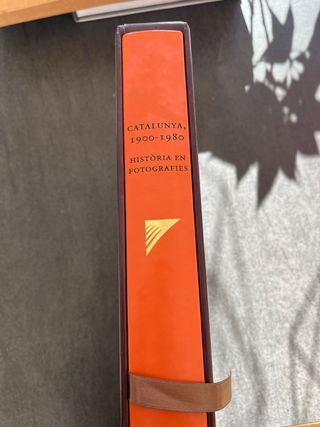 CATALUNYA,
1900-1980
HISTÒRIA EN
FOTOGRAFIES